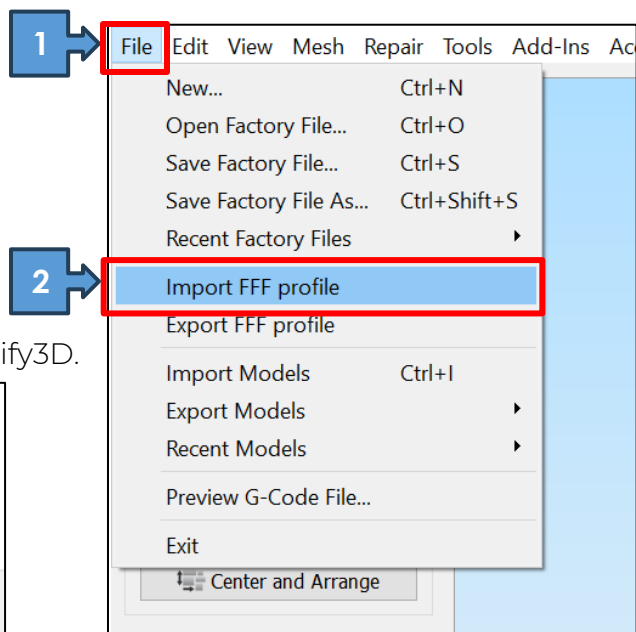 1
File Edit View Mesh Repair Tools Add-Ins Ac
New... Ctrl+N
Open Factory File... Ctrl+O
Save Factory File... Ctrl+S
Save Factory File As... Ctrl+Shift+S
Recent Factory Files
2
Import FFF profile
Export FFF profile
ify3D.
Import Models Ctrl+I
Export Models
Recent Models
Preview G-Code File...
Exit
Center and Arrange